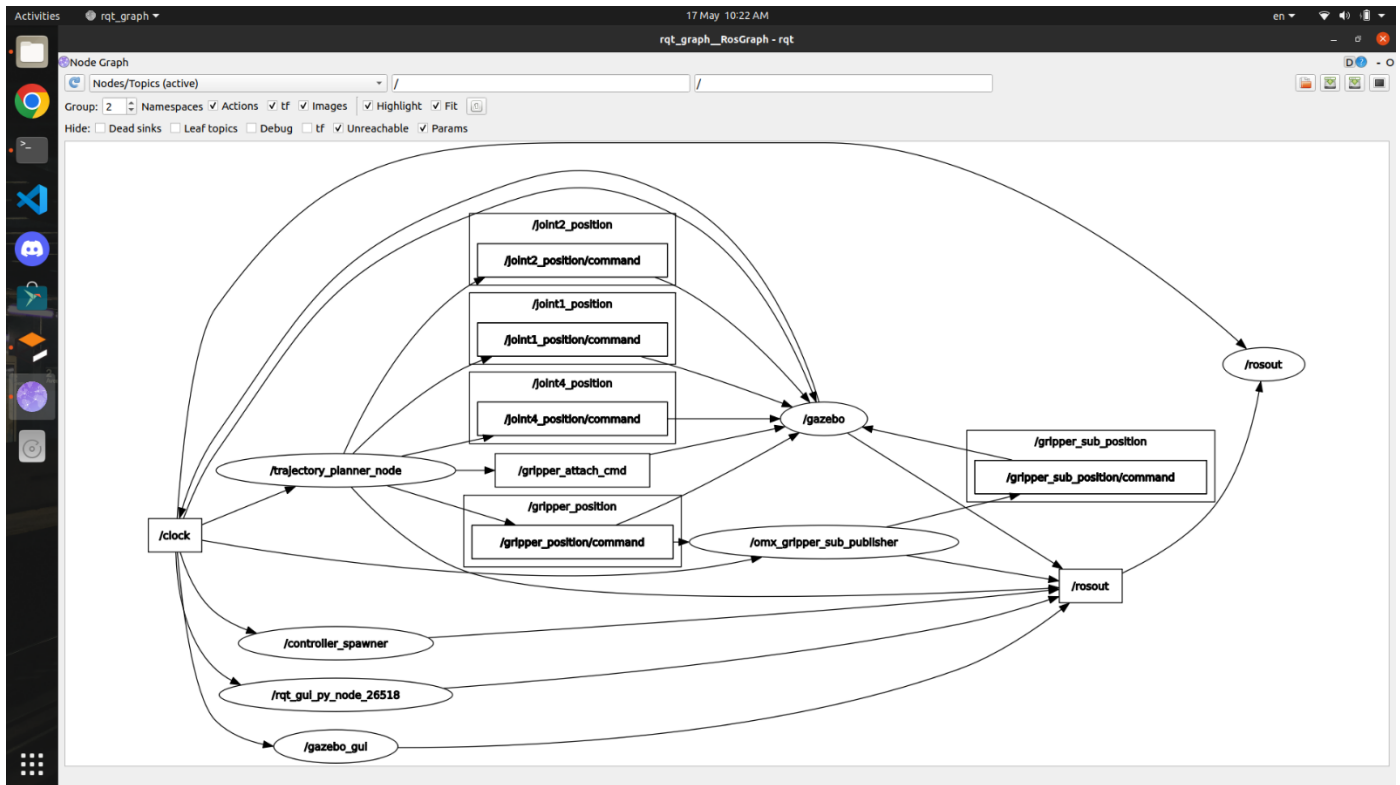 Activities rqt_graph 17 May 10:22 AM en
rqt_graph__RosGraph - rqt
Node Graph D - O
Nodes/Topics (active) / /
Group: 2 Namespaces Actions tf Images Highlight Fit
Hide: Dead sinks Leaf topics Debug tf Unreachable Params
/joint2_position
/joint2_position/command
/joint1_position
/joint1_position/command
/joint4_position
/joint4_position/command
/rosout
/gazebo
/gripper_sub_position
/gripper_sub_position/command
/trajectory_planner_node
/gripper_attach_cmd
/gripper_position
/gripper_position/command
/clock
/omx_gripper_sub_publisher
/rosout
/controller_spawner
/rqt_gui_py_node_26518
/gazebo_gui